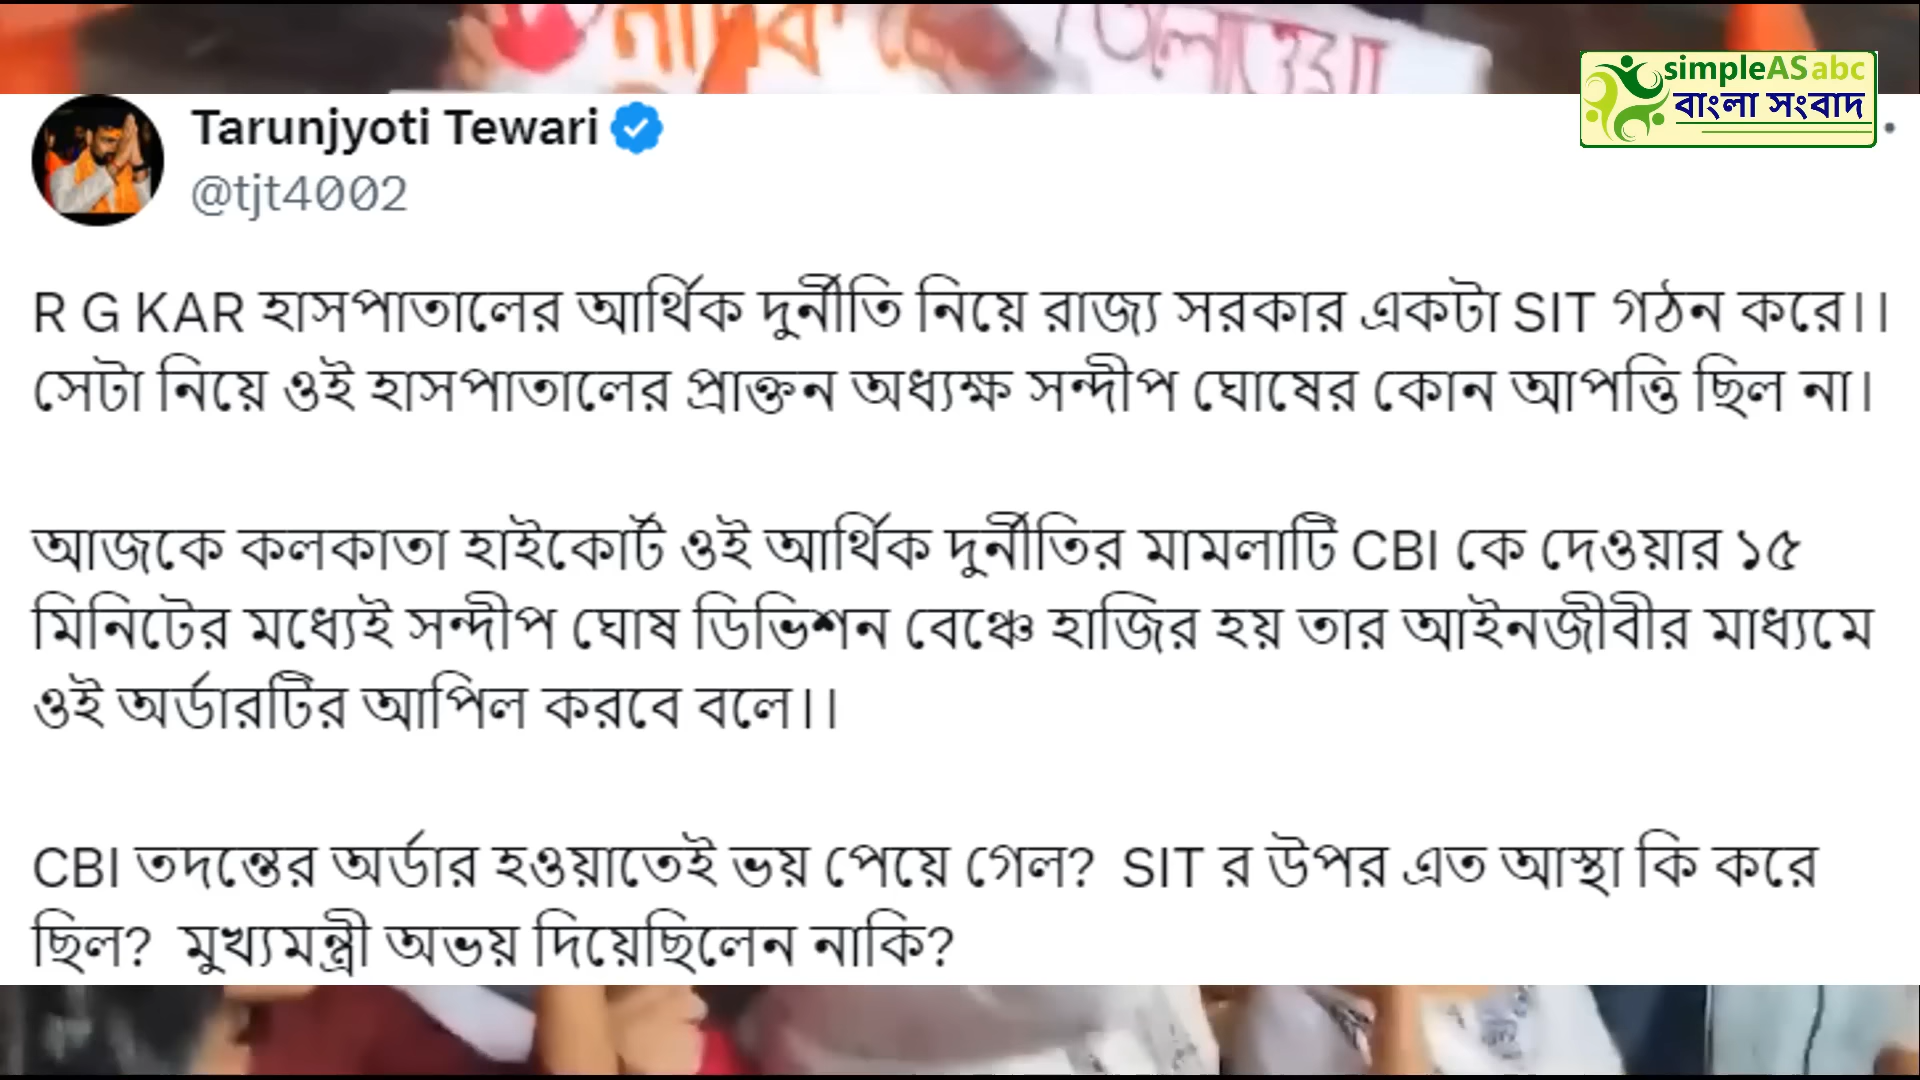 simpleASabc
বাংলা সংবাদ
Tarunjyoti Tewari
@tjt4002
R G KAR হাসপাতালের আর্থিক দুর্নীতি নিয়ে রাজ্য সরকার একটা SIT গঠন করে।।
সেটা নিয়ে ওই হাসপাতালের প্রাক্তন অধ্যক্ষ সন্দীপ ঘোষের কোন আপত্তি ছিল না।
আজকে কলকাতা হাইকোর্ট ওই আর্থিক দুর্নীতির মামলাটি CBI কে দেওয়ার ১৫
মিনিটের মধ্যেই সন্দীপ ঘোষ ডিভিশন বেঞ্চে হাজির হয় তার আইনজীবীর মাধ্যমে
ওই অর্ডারটির আপিল করবে বলে।।
CBI তদন্তের অর্ডার হওয়াতেই ভয় পেয়ে গেল? SIT র উপর এত আস্থা কি করে
ছিল? মুখ্যমন্ত্রী অভয় দিয়েছিলেন নাকি?